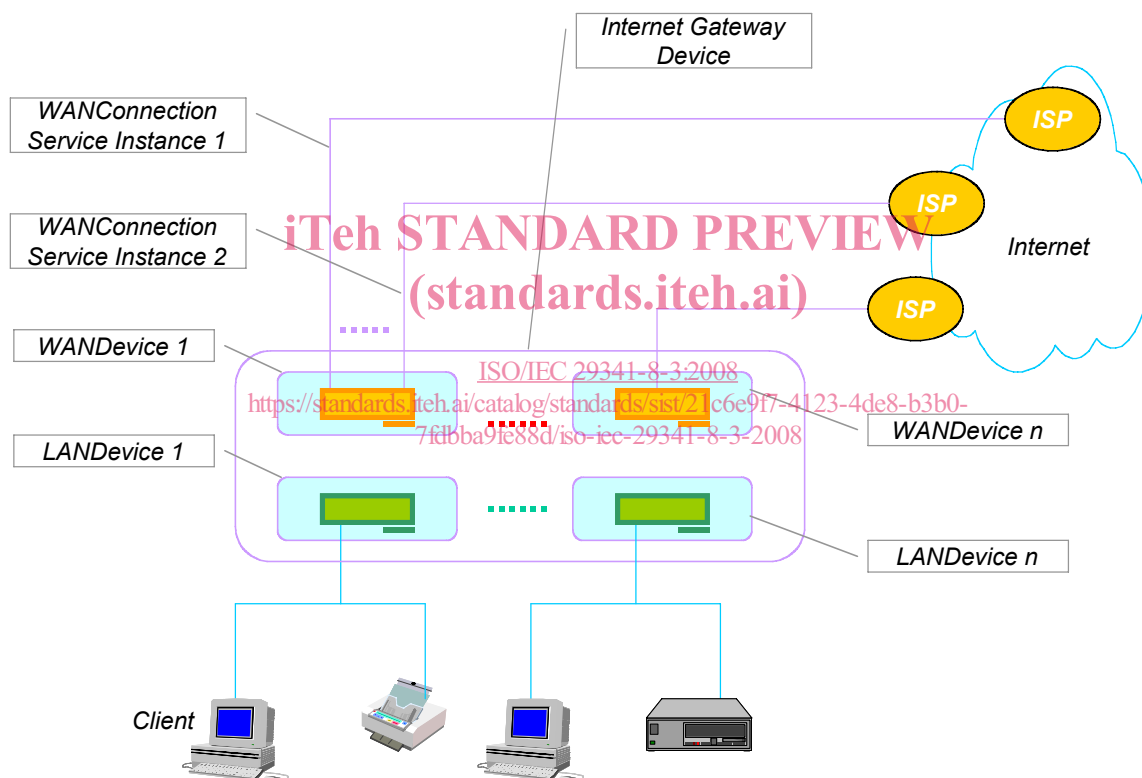 Internet Gateway
Device
WANConnection
Service Instance 1
ISP
ISP
WANConnection
Service Instance 2
iTeh STANDARD PREVIEW
Internet
(standards.iteh.ai)
ISP
WANDevice 1
ISO/IEC 29341-8-3:2008
https://standards.iteh.ai/catalog/standards/sist/21c6e9f7-4123-4de8-b3b0-
7fdbba9fe88d/iso-iec-29341-8-3-2008
WANDevice n
LANDevice 1
LANDevice n
Client